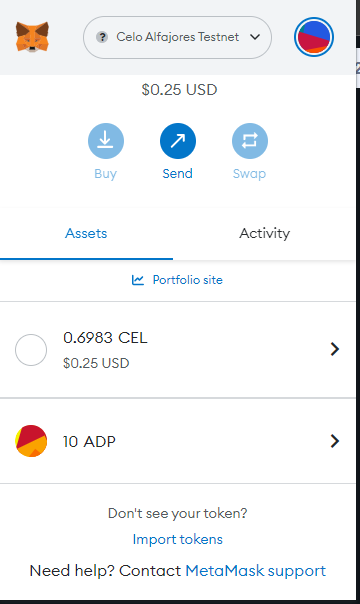 ? Celo Alfajores Testnet
$0.25 USD
Buy Send Swap
Assets Activity
Portfolio site
0.6983 CEL
$0.25 USD
10 ADP
Don't see your token?
Import tokens
Need help? Contact MetaMask support